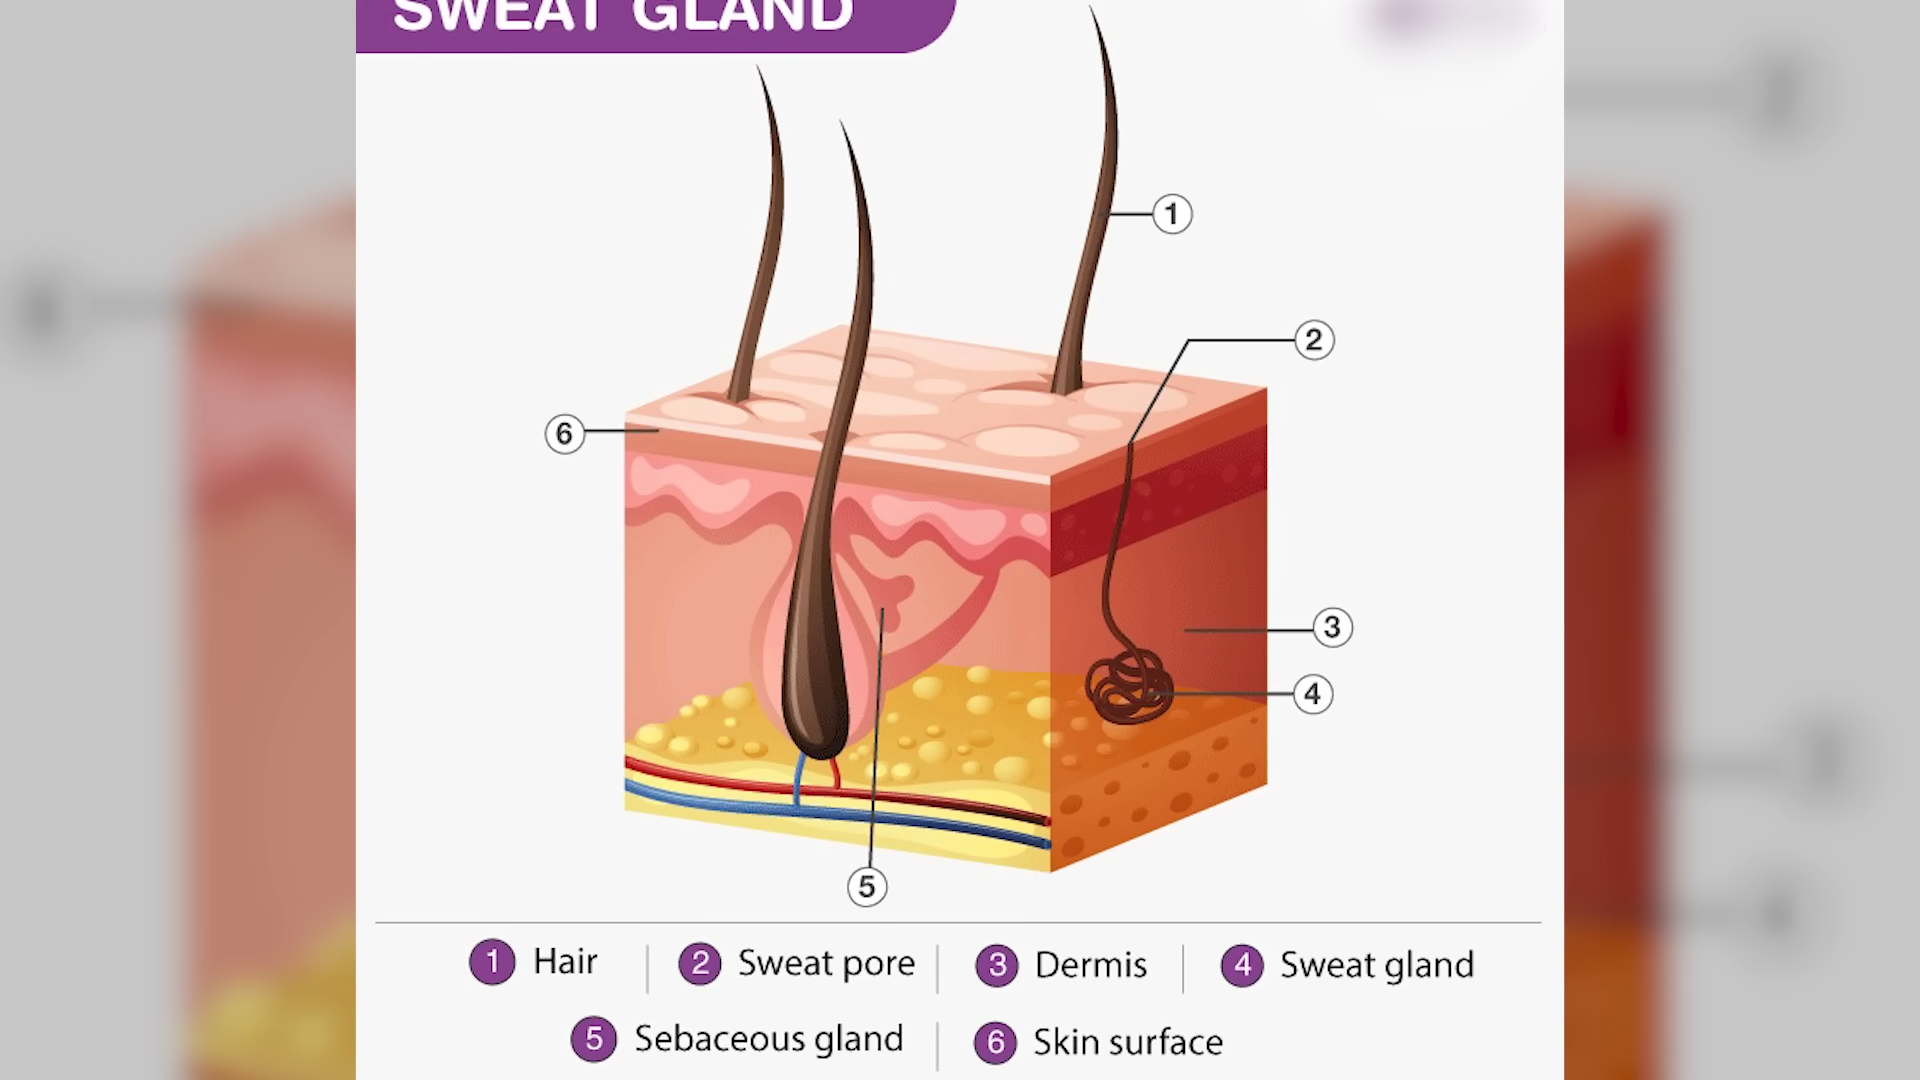 SWEAT GLAND
1
2
6
3
4
5
1 Hair 2 Sweat pore 3 Dermis 4 Sweat gland
5 Sebaceous gland 6 Skin surface